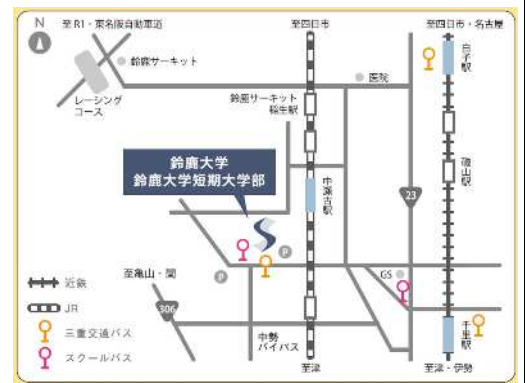 N
至R1・東名阪自動車道
至四日市
至四日市・名古屋
白子駅
鈴鹿サーキット
医院
レーシング
コース
鈴鹿サーキット
稲生駅
鈴鹿大学
鈴鹿大学短期大学部
中瀬古駅
磯山駅
23
P
P
GS
至亀山・関
306
近鉄
JR
三重交通バス
スクールバス
中勢
バイパス
千里駅
至津
至津・伊勢